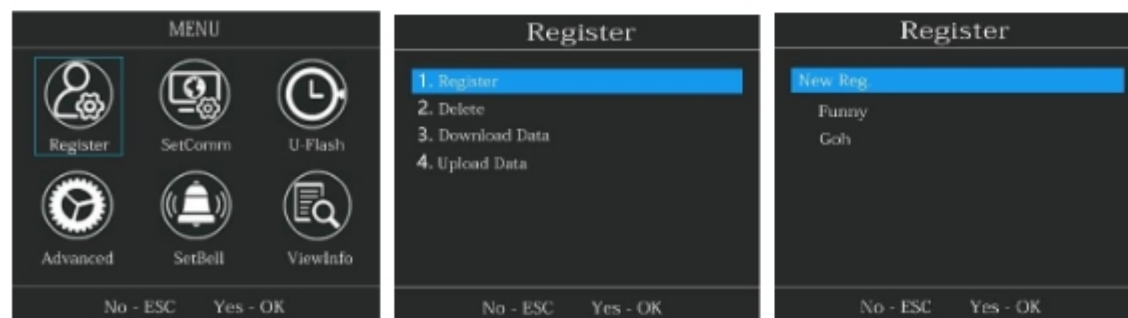 MENU
Register SetComm U-Flash
Advanced SetBell ViewInfo
No - ESC Yes - OK
Register
1. Register
2. Delete
3. Download Data
4. Upload Data
No - ESC Yes - OK
Register
New Reg.
Funny
Goh
No - ESC Yes - OK